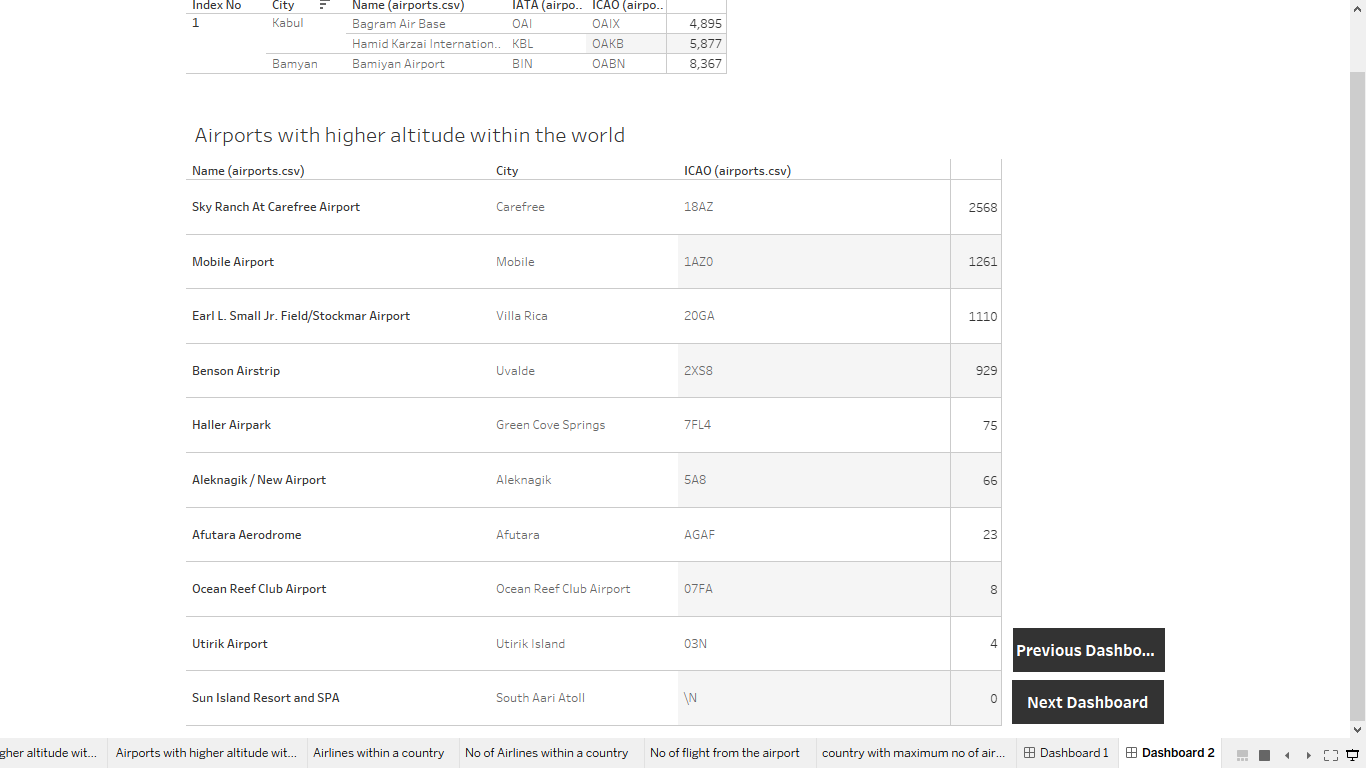 Index No City Name (airports.csv) IATA (airpo.. ICAO (airpo..
1 Kabul Bagram Air Base OAI OAIX 4,895
Hamid Karzai Internation.. KBL OAKB 5,877
Bamyan Bamiyan Airport BIN OABN 8,367
Airports with higher altitude within the world
Name (airports.csv) City ICAO (airports.csv)
Sky Ranch At Carefree Airport Carefree 18AZ 2568
Mobile Airport Mobile 1AZ0 1261
Earl L. Small Jr. Field/Stockmar Airport Villa Rica 20GA 1110
Benson Airstrip Uvalde 2XS8 929
Haller Airpark Green Cove Springs 7FL4 75
Aleknagik / New Airport Aleknagik 5A8 66
Afutara Aerodrome Afutara AGAF 23
Ocean Reef Club Airport Ocean Reef Club Airport 07FA 8
Utirik Airport Utirik Island 03N 4
Previous Dashbo...
Sun Island Resort and SPA South Aari Atoll \N 0
Next Dashboard
gher altitude wit... Airports with higher altitude wit... Airlines within a country No of Airlines within a country No of flight from the airport country with maximum no of air... Dashboard 1 Dashboard 2